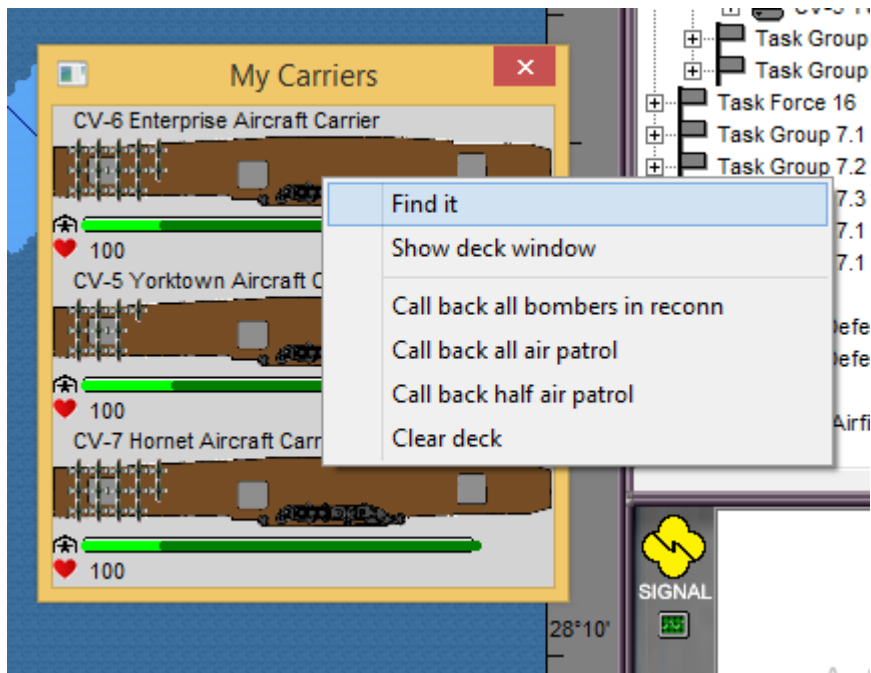 My Carriers
CV-6 Enterprise Aircraft Carrier
100
CV-5 Yorktown Aircraft C
100
CV-7 Hornet Aircraft Carr
100
Find it
Show deck window
Call back all bombers in reconn
Call back all air patrol
Call back half air patrol
Clear deck
Task Group
Task Group
Task Force 16
Task Group 7.1
Task Group 7.2
7.3
7.1
7.1
Defe
Defe
Airfi
SIGNAL
28°10'